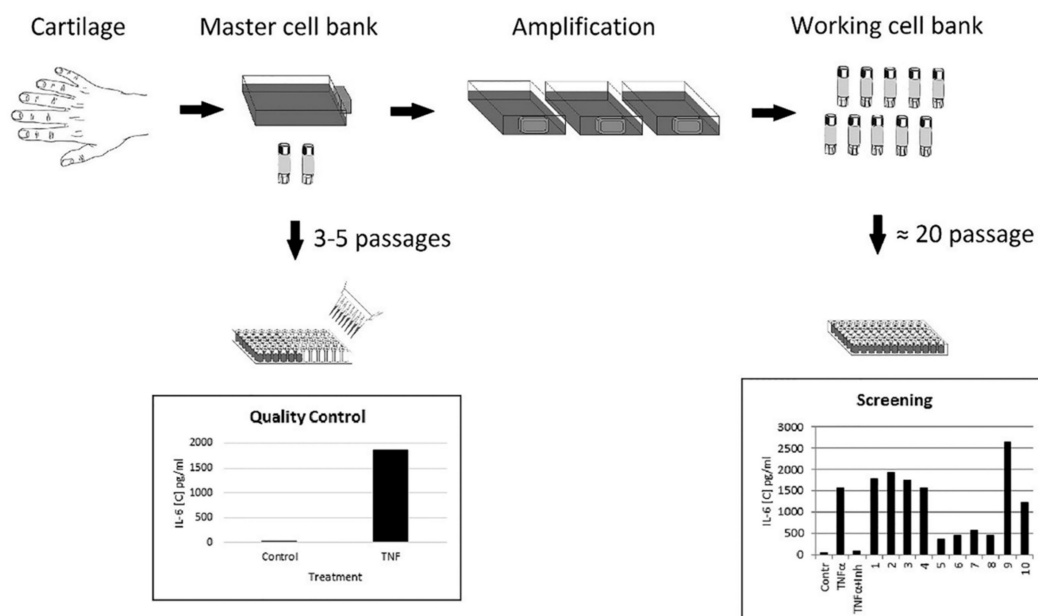 Cartilage
Master cell bank
Amplification
Working cell bank
3-5 passages
≈ 20 passage
Quality Control
IL-6 [C] pg/ml
2000
1500
1000
500
0
Control
TNF
Treatment
Screening
IL-6 [C] pg/ml
3000
2500
2000
1500
1000
500
0
Contr
TNFα
TNFα+Inh
1
2
3
4
5
6
7
8
9
10